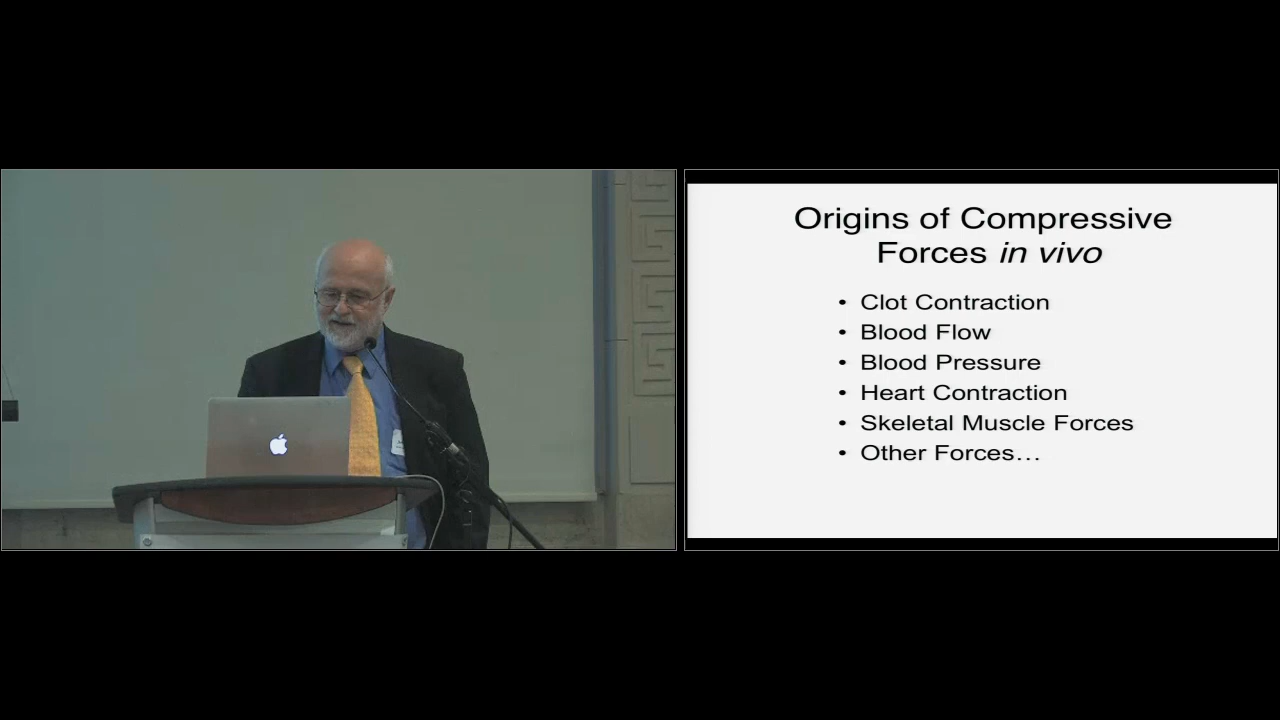 Origins of Compressive
Forces in vivo
• Clot Contraction
• Blood Flow
• Blood Pressure
• Heart Contraction
• Skeletal Muscle Forces
• Other Forces…